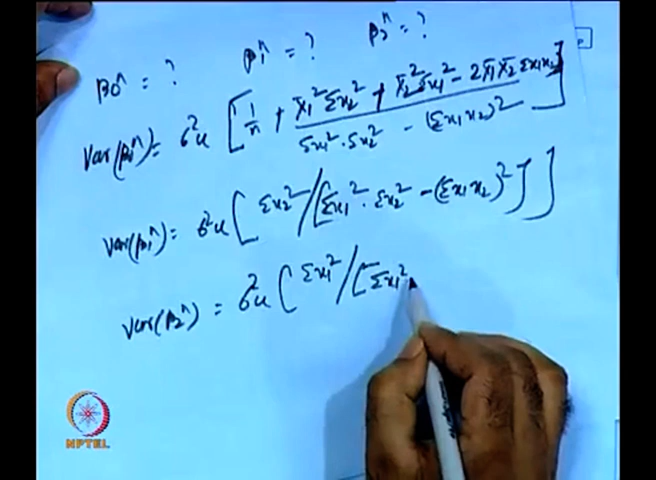 β0^ = ? β1^ = ? β2^ = ?
Var(β0^) = σ²u [ 1/n + (x̄1² Σx2² + x̄2² Σx1² - 2x̄1 x̄2 Σx1x2) / (Σx1² · Σx2² - (Σx1x2)²) ]
Var(β1^) = σ²u [ Σx2² / [Σx1² · Σx2² - (Σx1x2)²] ]
Var(β2^) = σ²u [ Σx1² / [Σx1²
NPTEL